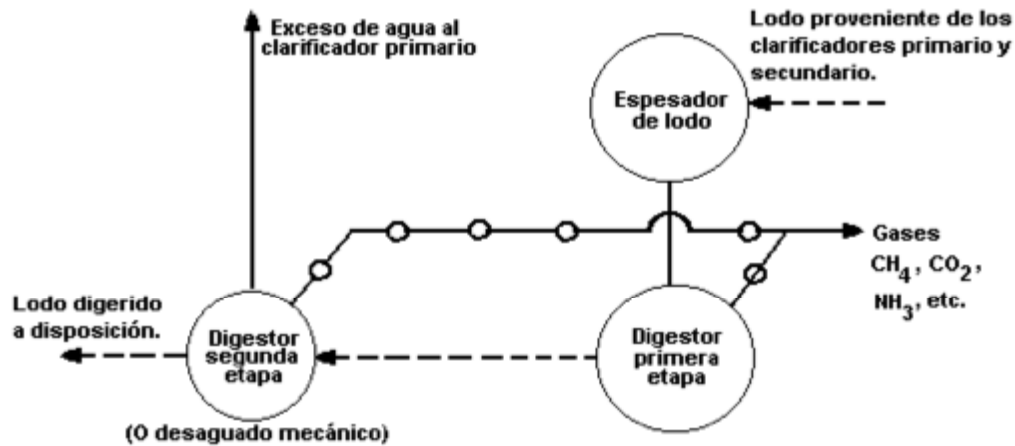 Exceso de agua al
clarificador primario
Lodo proveniente de los
clarificadores primario y
secundario.
Espesador
de lodo
Gases
CH4, CO2,
NH3, etc.
Lodo digerido
a disposición.
Digestor
segunda
etapa
Digestor
primera
etapa
(O desaguado mecánico)